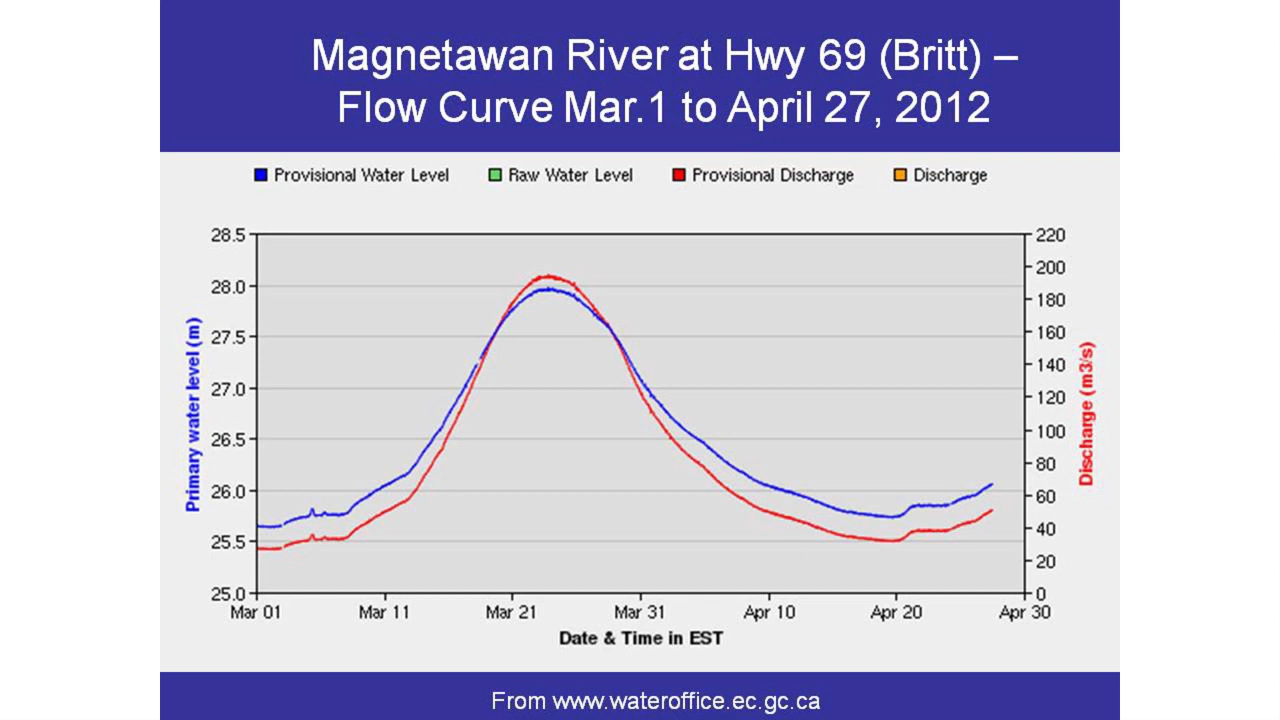 Magnetawan River at Hwy 69 (Britt) –
Flow Curve Mar.1 to April 27, 2012
Provisional Water Level Raw Water Level Provisional Discharge Discharge
Primary water level (m)
28.5
28.0
27.5
27.0
26.5
26.0
25.5
25.0
220
200
180
160
140
120
100
80
60
40
20
0
Discharge (m3/s)
Mar 01 Mar 11 Mar 21 Mar 31 Apr 10 Apr 20 Apr 30
Date & Time in EST
From www.wateroffice.ec.gc.ca